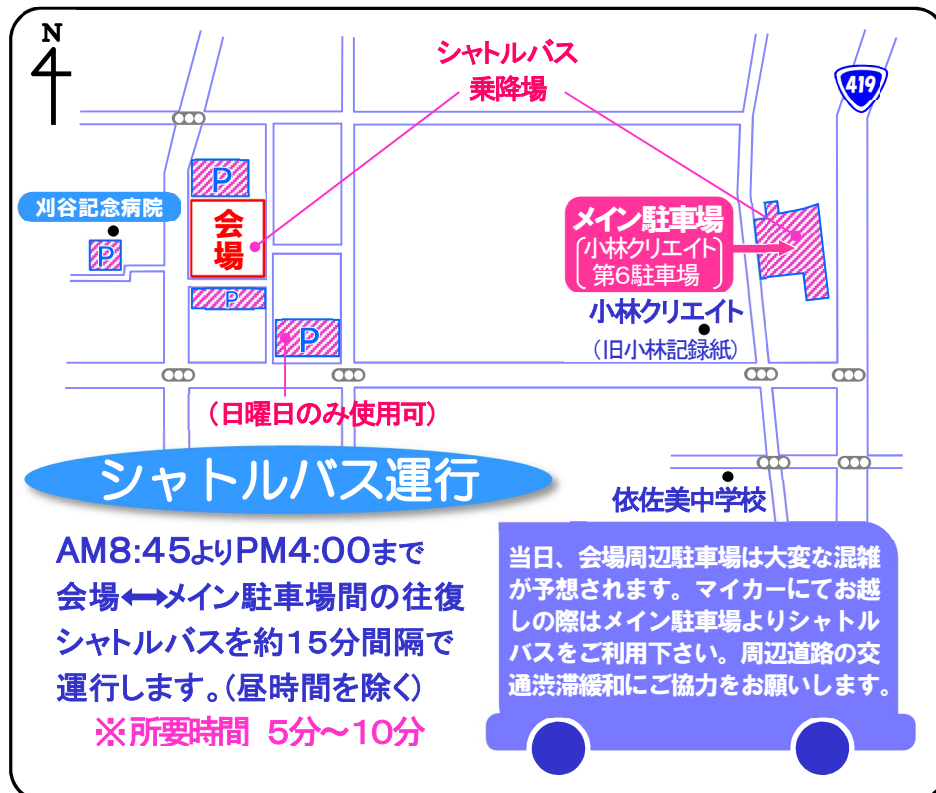 N
シャトルバス
乗降場
419
P
刈谷記念病院
会
場
P
メイン駐車場
小林クリエイト
第6駐車場
P
小林クリエイト
(旧小林記録紙)
P
(日曜日のみ使用可)
シャトルバス運行
依佐美中学校
AM8:45よりPM4:00まで
会場⟷メイン駐車場間の往復
シャトルバスを約15分間隔で
運行します。(昼時間を除く)
※所要時間 5分～10分
当日、会場周辺駐車場は大変な混雑
が予想されます。マイカーにてお越
しの際はメイン駐車場よりシャトル
バスをご利用下さい。周辺道路の交
通渋滞緩和にご協力をお願いします。